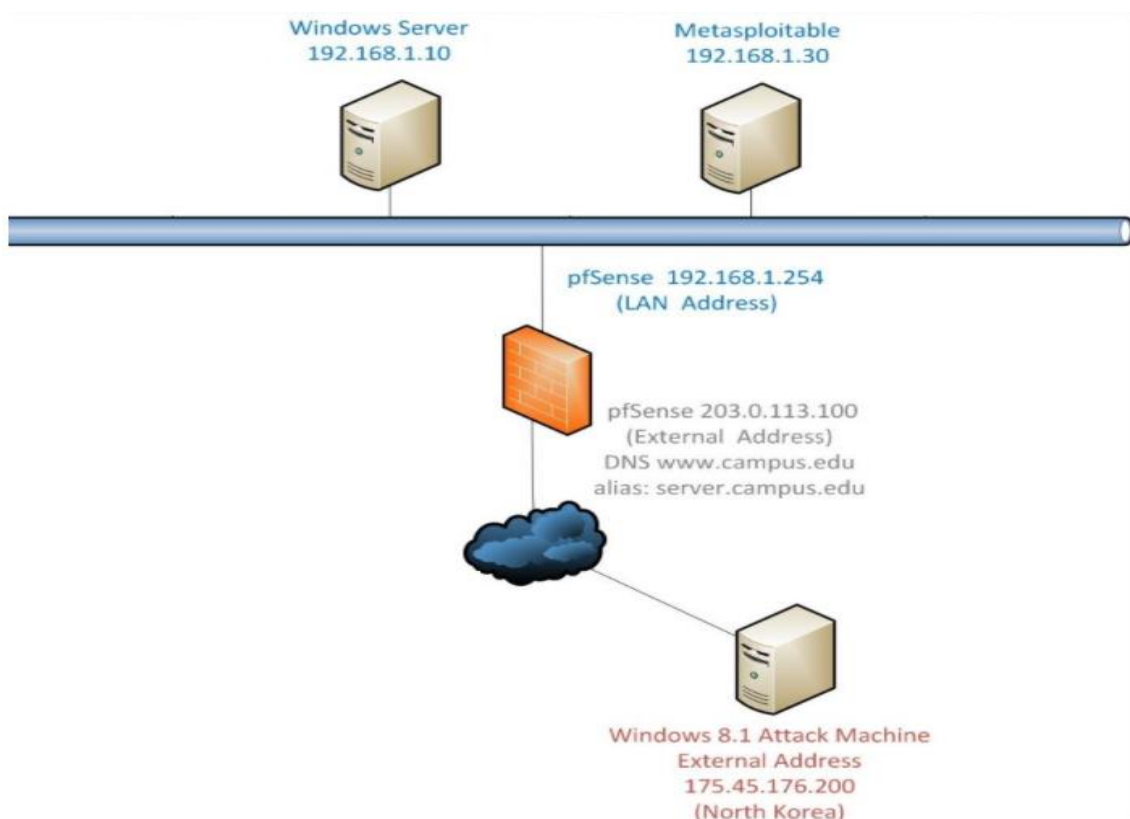 Windows Server
192.168.1.10
Metasploitable
192.168.1.30
pfSense 192.168.1.254
(LAN Address)
pfSense 203.0.113.100
(External Address)
DNS www.campus.edu
alias: server.campus.edu
Windows 8.1 Attack Machine
External Address
175.45.176.200
(North Korea)